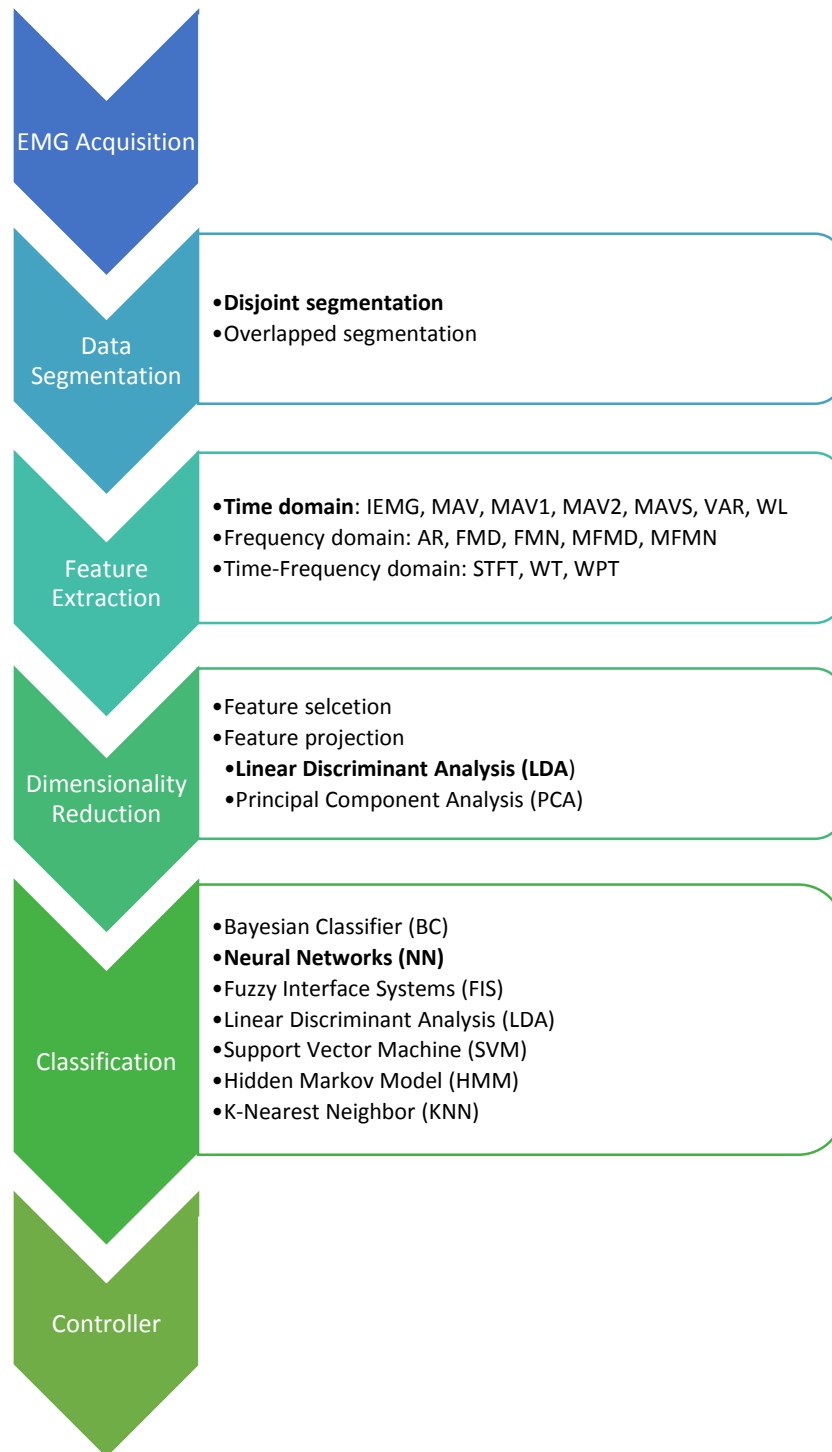 EMG Acquisition
Data
Segmentation
•Disjoint segmentation
•Overlapped segmentation
Feature
Extraction
•Time domain: IEMG, MAV, MAV1, MAV2, MAVS, VAR, WL
•Frequency domain: AR, FMD, FMN, MFMD, MFMN
•Time-Frequency domain: STFT, WT, WPT
Dimensionality
Reduction
•Feature selcetion
•Feature projection
•Linear Discriminant Analysis (LDA)
•Principal Component Analysis (PCA)
Classification
•Bayesian Classifier (BC)
•Neural Networks (NN)
•Fuzzy Interface Systems (FIS)
•Linear Discriminant Analysis (LDA)
•Support Vector Machine (SVM)
•Hidden Markov Model (HMM)
•K-Nearest Neighbor (KNN)
Controller